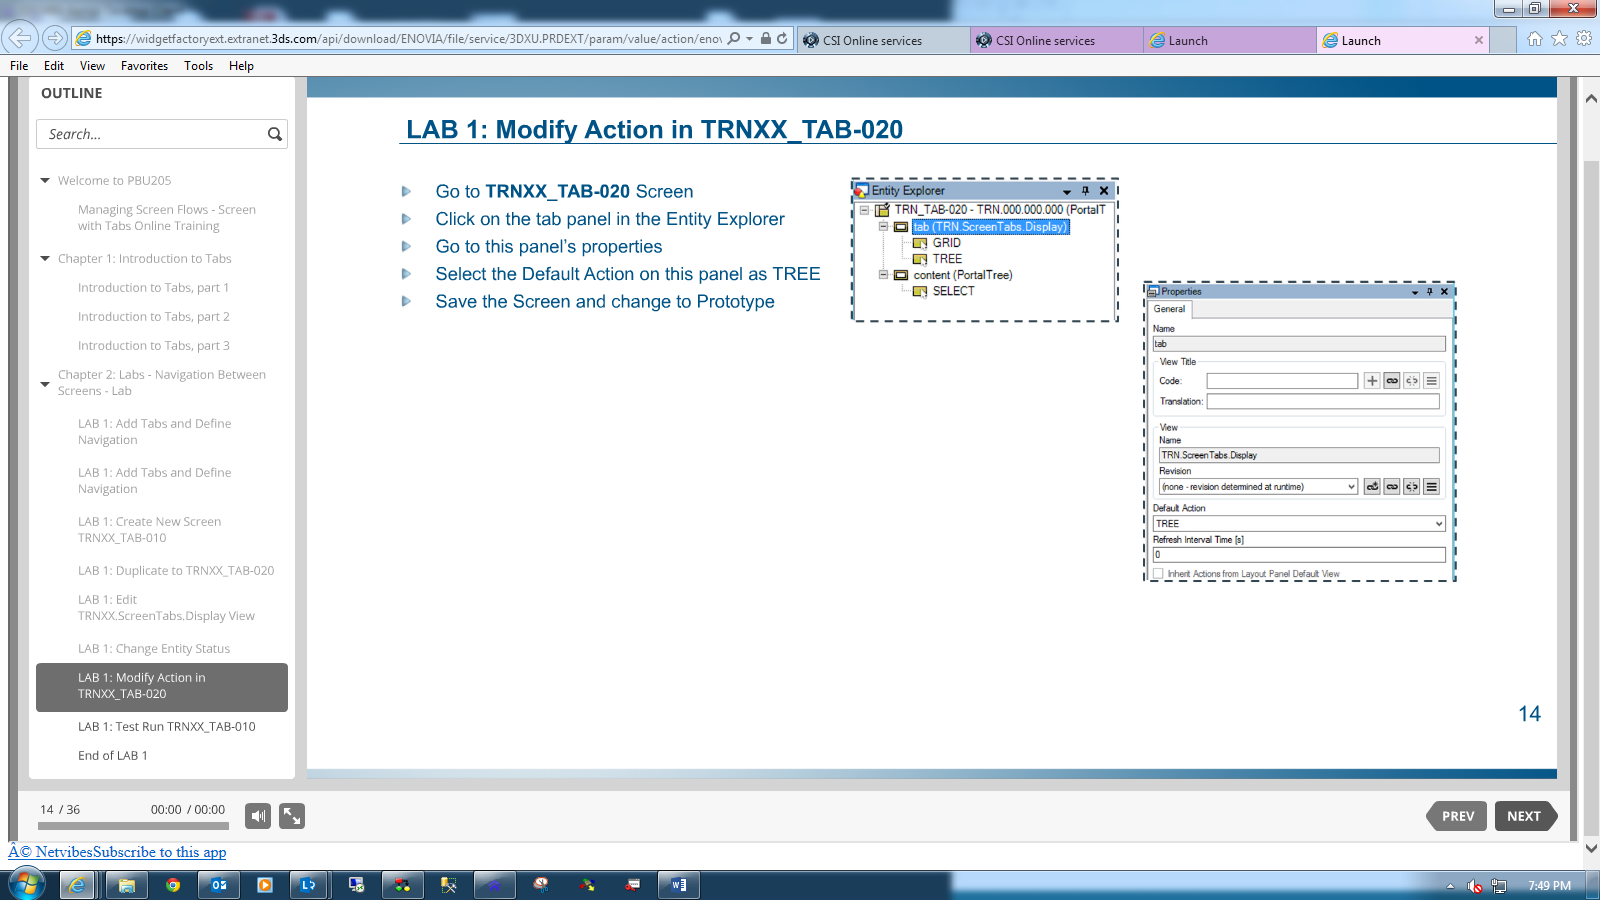 https://widgetfactoryext.extranet.3ds.com/api/download/ENOVIA/file/service/3DXU.PRDEXT/param/value/action/enov
CSI Online services
CSI Online services
Launch
Launch
File Edit View Favorites Tools Help
OUTLINE
Search...
Welcome to PBU205
Managing Screen Flows - Screen
with Tabs Online Training
Chapter 1: Introduction to Tabs
Introduction to Tabs, part 1
Introduction to Tabs, part 2
Introduction to Tabs, part 3
Chapter 2: Labs - Navigation Between
Screens - Lab
LAB 1: Add Tabs and Define
Navigation
LAB 1: Add Tabs and Define
Navigation
LAB 1: Create New Screen
TRNXX_TAB-010
LAB 1: Duplicate to TRNXX_TAB-020
LAB 1: Edit
TRNXX.ScreenTabs.Display View
LAB 1: Change Entity Status
LAB 1: Modify Action in
TRNXX_TAB-020
LAB 1: Test Run TRNXX_TAB-010
End of LAB 1
LAB 1: Modify Action in TRNXX_TAB-020
Go to TRNXX_TAB-020 Screen
Click on the tab panel in the Entity Explorer
Go to this panel's properties
Select the Default Action on this panel as TREE
Save the Screen and change to Prototype
Entity Explorer
TRN_TAB-020 - TRN.000.000.000 (PortalT
tab (TRN.ScreenTabs.Display)
GRID
TREE
content (PortalTree)
SELECT
Properties
General
Name
tab
View Title
Code:
Translation:
View
Name
TRN.ScreenTabs.Display
Revision
(none - revision determined at runtime)
Default Action
TREE
Refresh Interval Time [s]
0
Inherit Actions from Layout Panel Default View
14
14 / 36 00:00 / 00:00
PREV NEXT
Â© NetvibesSubscribe to this app
7:49 PM